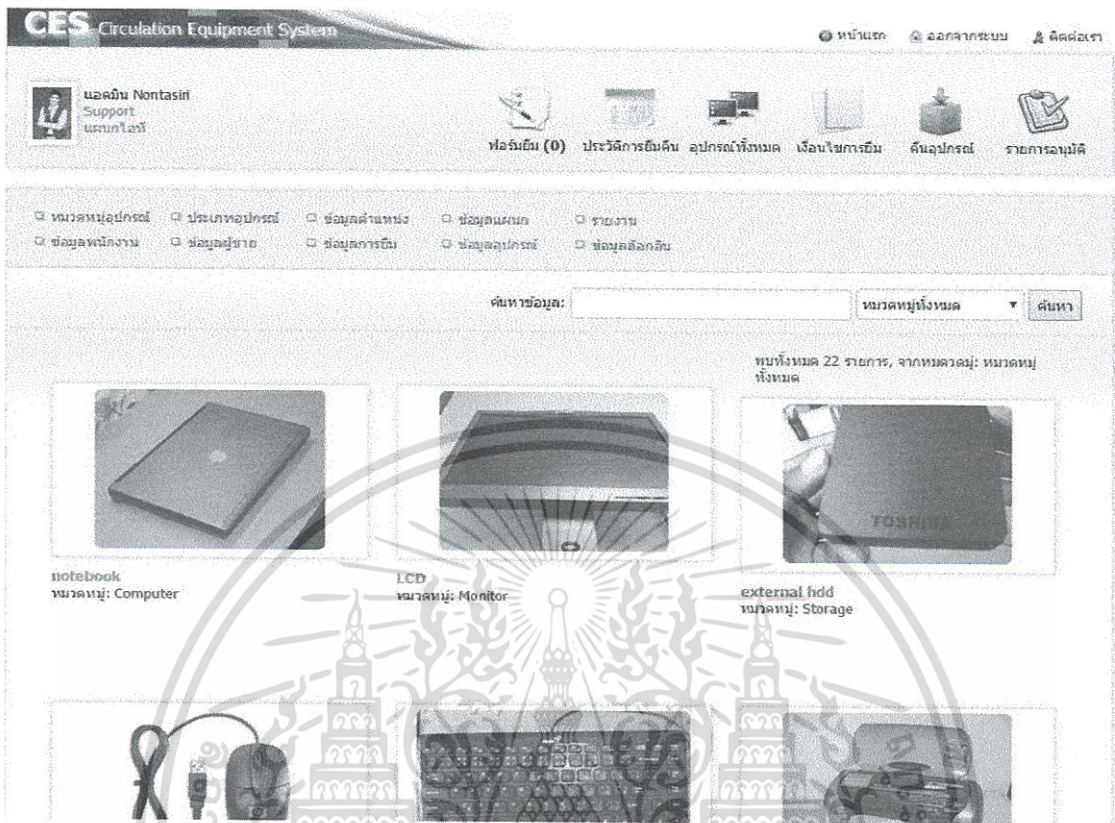 CES Circulation Equipment System
หน้าแรก ออกจากระบบ ติดต่อเรา
แอดมิน Nontasiri
Support
แผนกไอที
ฟอร์มยืม (0) ประวัติการยืมคืน อุปกรณ์ทั้งหมด เงื่อนไขการยืม คืนอุปกรณ์ รายการอนุมัติ
หมวดหมู่อุปกรณ์ ประเภทอุปกรณ์ ข้อมูลตำแหน่ง ข้อมูลแผนก รายงาน
ข้อมูลพนักงาน ข้อมูลผู้ขาย ข้อมูลการยืม ข้อมูลอุปกรณ์ ข้อมูลล็อกอิน
ค้นหาข้อมูล: หมวดหมู่ทั้งหมด ค้นหา
พบทั้งหมด 22 รายการ, จากหมดวดมู่: หมวดหมู่
ทั้งหมด
TOSHIBA
notebook LCD external hdd
หมวดหมู่: Computer หมวดหมู่: Monitor หมวดหมู่: Storage